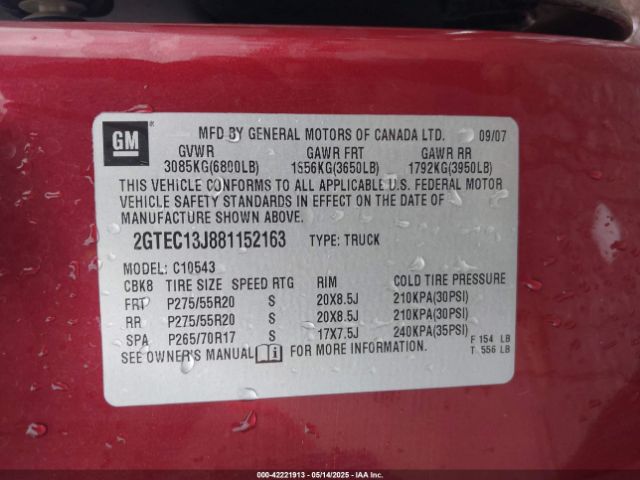 GM
MFD BY GENERAL MOTORS OF CANADA LTD. 09/07
GVWR GAWR FRT GAWR RR
3085KG(6800LB) 1656KG(3650LB) 1792KG(3950LB)
THIS VEHICLE CONFORMS TO ALL APPLICABLE U.S. FEDERAL MOTOR
VEHICLE SAFETY STANDARDS IN EFFECT ON THE DATE OF
MANUFACTURE SHOWN ABOVE.
2GTEC13J881152163 TYPE: TRUCK
MODEL: C10543
CBK8 TIRE SIZE SPEED RTG RIM COLD TIRE PRESSURE
FRT P275/55R20 S 20X8.5J 210KPA(30PSI)
RR P275/55R20 S 20X8.5J 210KPA(30PSI)
SPA P265/70R17 S 17X7.5J 240KPA(35PSI) F 154 LB
SEE OWNER'S MANUAL FOR MORE INFORMATION. T. 556 LB
000-42221913 - 05/14/2025 - IAAI.COM